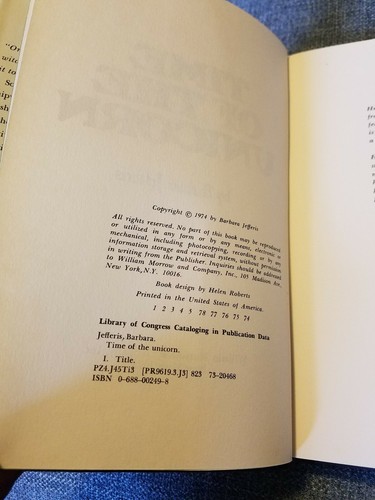 Copyright © 1974 by Barbara Jefferis
All rights reserved. No part of this book may be reproduced
or utilized in any form or by any means, electronic or
mechanical, including photocopying, recording or by any
information storage and retrieval system, without permission
in writing from the Publisher. Inquiries should be addressed
to William Morrow and Company, Inc., 105 Madison Ave.,
New York, N.Y. 10016.
Book design by Helen Roberts
Printed in the United States of America.
1 2 3 4 5 78 77 76 75 74
Library of Congress Cataloging in Publication Data
Jefferis, Barbara.
Time of the unicorn.
I. Title.
PZ4.J45Ti3 [PR9619.3.J3] 823 73-20468
ISBN 0-688-00249-8